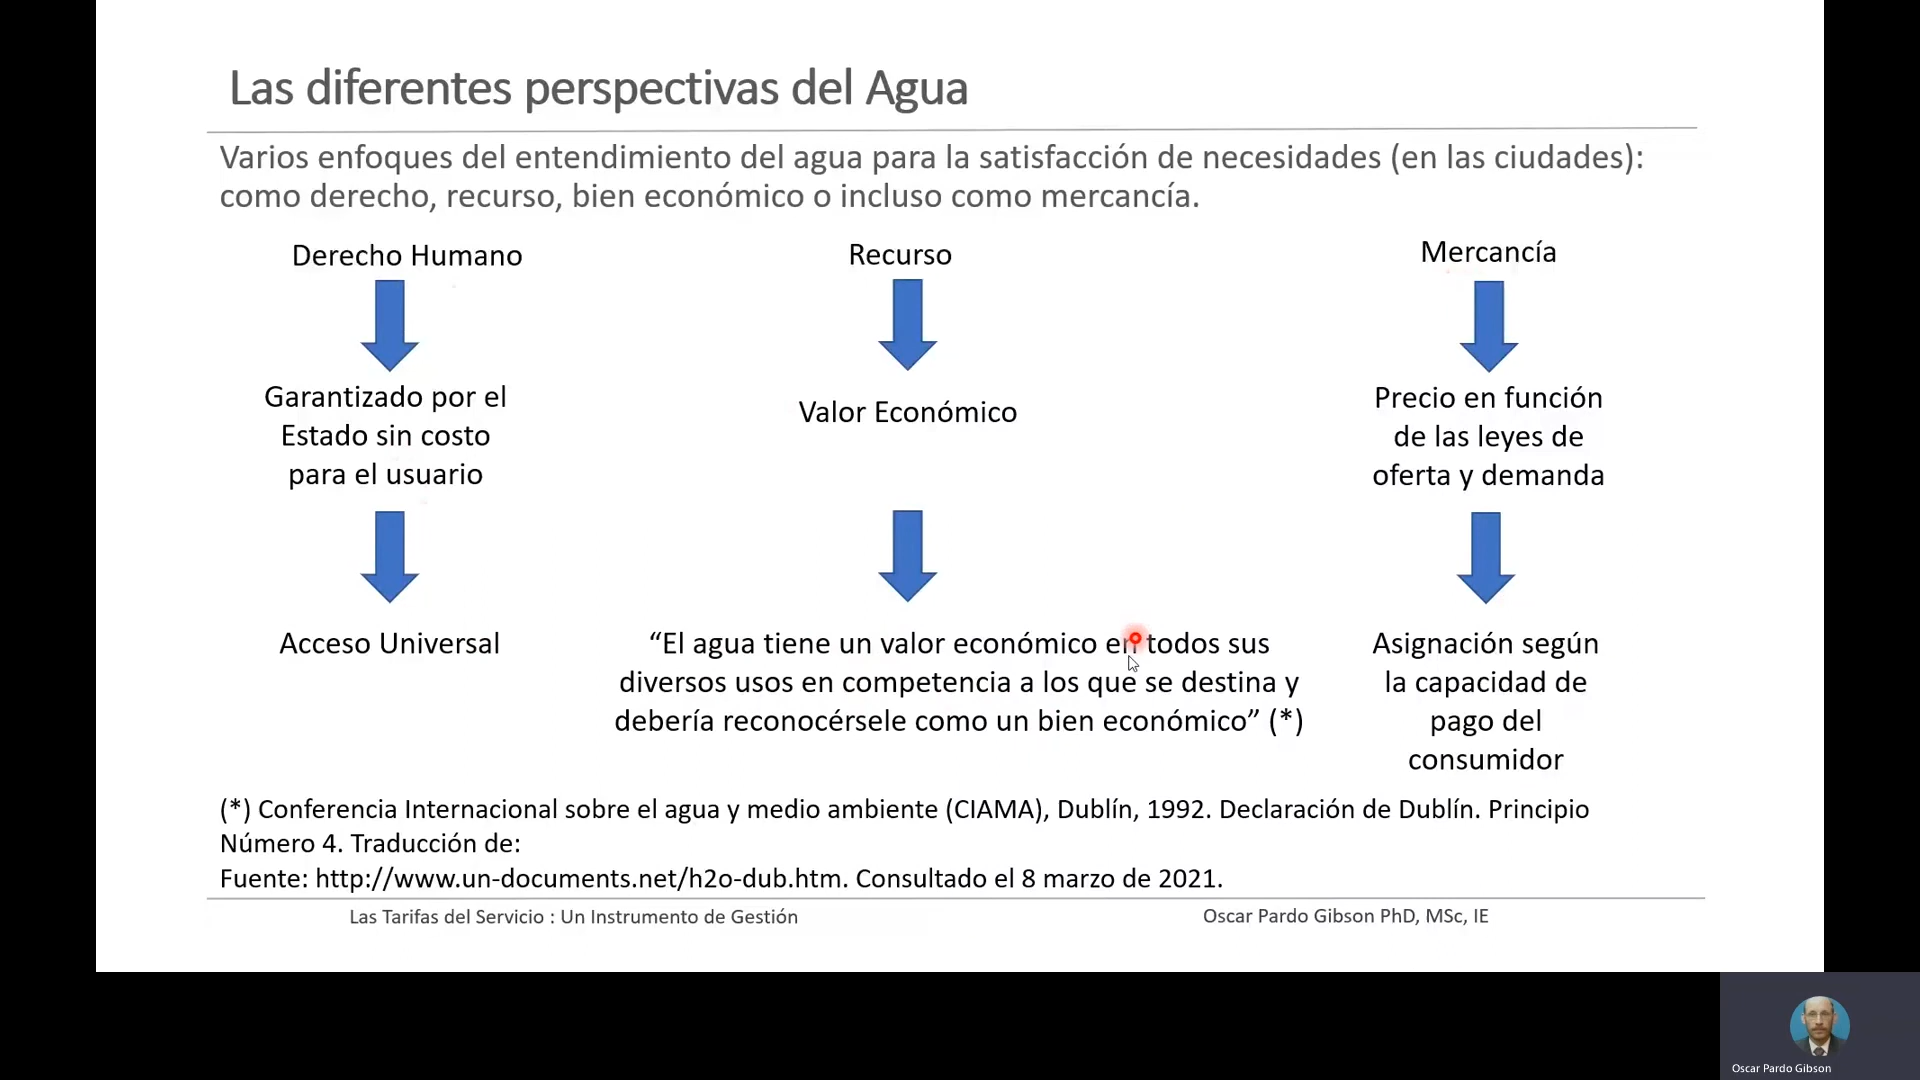 Las diferentes perspectivas del Agua
Varios enfoques del entendimiento del agua para la satisfacción de necesidades (en las ciudades):
como derecho, recurso, bien económico o incluso como mercancía.
Derecho Humano
Garantizado por el
Estado sin costo
para el usuario
Acceso Universal
Recurso
Valor Económico
“El agua tiene un valor económico en todos sus
diversos usos en competencia a los que se destina y
debería reconocérsele como un bien económico” (*)
Mercancía
Precio en función
de las leyes de
oferta y demanda
Asignación según
la capacidad de
pago del
consumidor
(*) Conferencia Internacional sobre el agua y medio ambiente (CIAMA), Dublín, 1992. Declaración de Dublín. Principio
Número 4. Traducción de:
Fuente: http://www.un-documents.net/h2o-dub.htm. Consultado el 8 marzo de 2021.
Las Tarifas del Servicio : Un Instrumento de Gestión
Oscar Pardo Gibson PhD, MSc, IE
Oscar Pardo Gibson